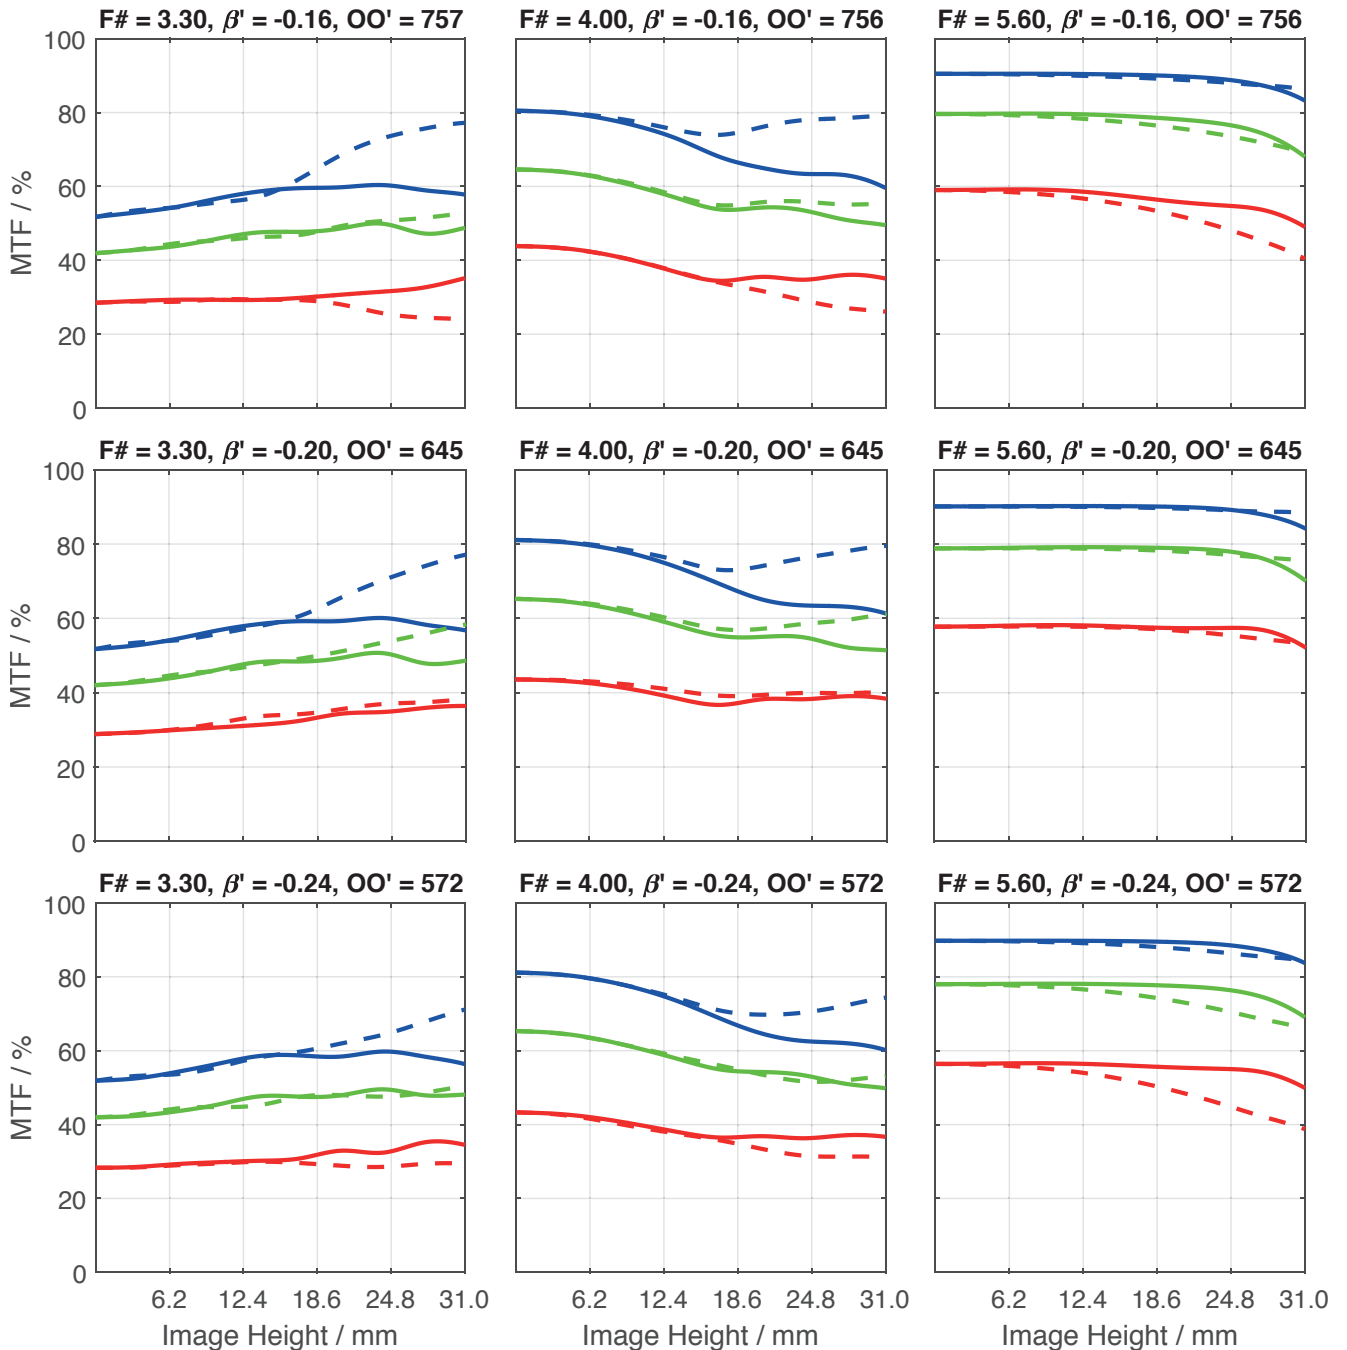 F# = 3.30, β' = -0.16, OO' = 757
F# = 4.00, β' = -0.16, OO' = 756
F# = 5.60, β' = -0.16, OO' = 756
100
80
60
40
20
0
MTF / %
F# = 3.30, β' = -0.20, OO' = 645
F# = 4.00, β' = -0.20, OO' = 645
F# = 5.60, β' = -0.20, OO' = 645
100
80
60
40
20
0
MTF / %
F# = 3.30, β' = -0.24, OO' = 572
F# = 4.00, β' = -0.24, OO' = 572
F# = 5.60, β' = -0.24, OO' = 572
100
80
60
40
20
0
MTF / %
6.2 12.4 18.6 24.8 31.0
6.2 12.4 18.6 24.8 31.0
6.2 12.4 18.6 24.8 31.0
Image Height / mm
Image Height / mm
Image Height / mm